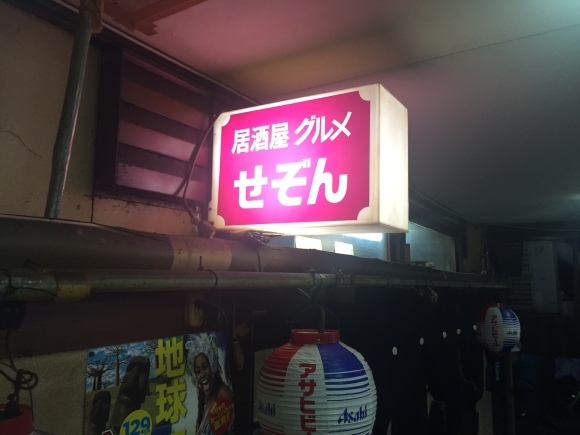 居酒屋 グルメ
せぞん
アサヒビ
Asahi
Asahi
地球
129